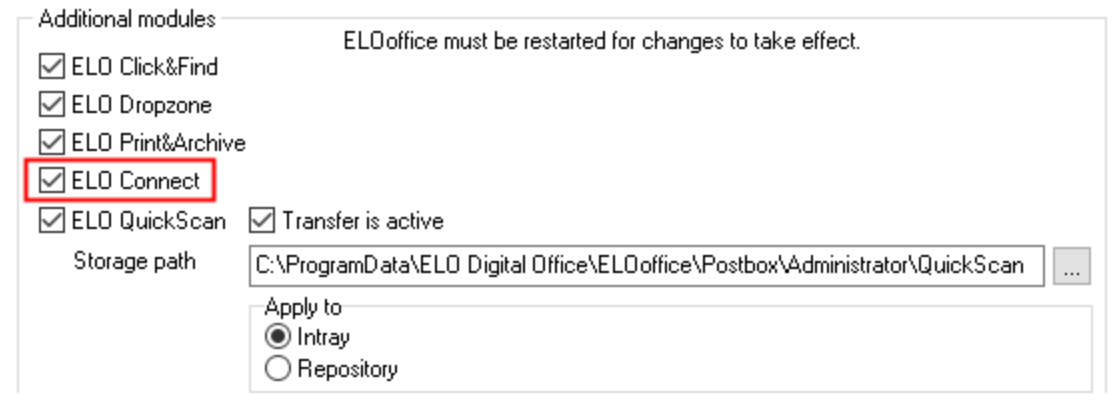 Additional modules
ELOoffice must be restarted for changes to take effect.
ELO Click&Find
ELO Dropzone
ELO Print&Archive
ELO Connect
ELO QuickScan Transfer is active
Storage path C:\ProgramData\ELO Digital Office\ELOoffice\Postbox\Administrator\QuickScan ...
Apply to
Intray
Repository